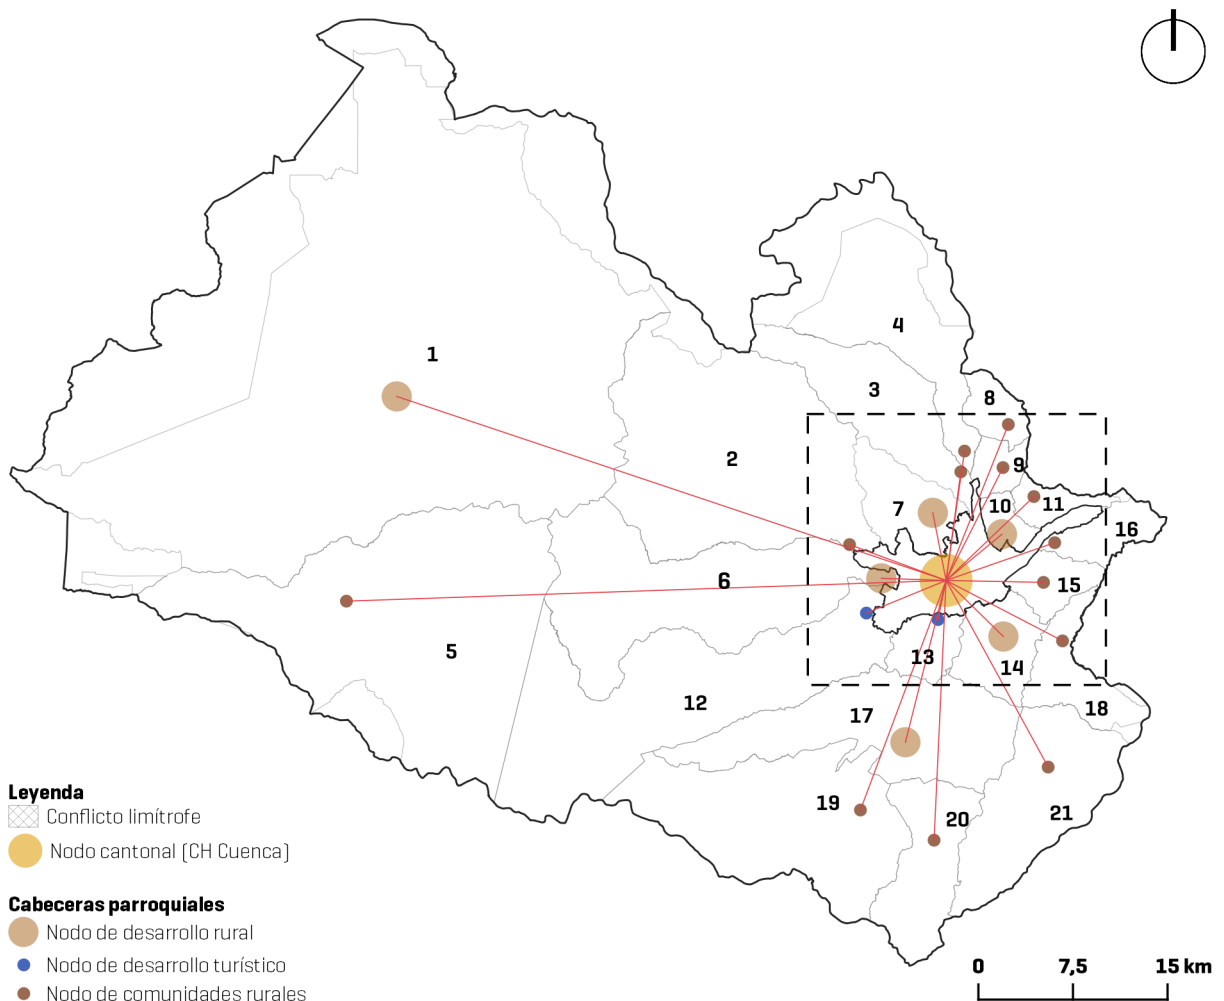 4
1
3
8
2
9
7
10
11
16
6
15
5
13
14
12
17
18
19
20
21
Leyenda
Conflicto limítrofe
Nodo cantonal (CH Cuenca)
Cabeceras parroquiales
Nodo de desarrollo rural
Nodo de desarrollo turístico
Nodo de comunidades rurales
0 7,5 15 km